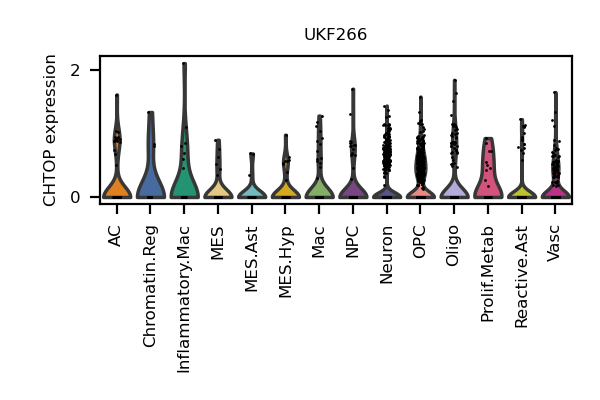 UKF266
CHTOP expression
2
0
AC
Chromatin.Reg
Inflammatory.Mac
MES
MES.Ast
MES.Hyp
Mac
NPC
Neuron
OPC
Oligo
Prolif.Metab
Reactive.Ast
Vasc